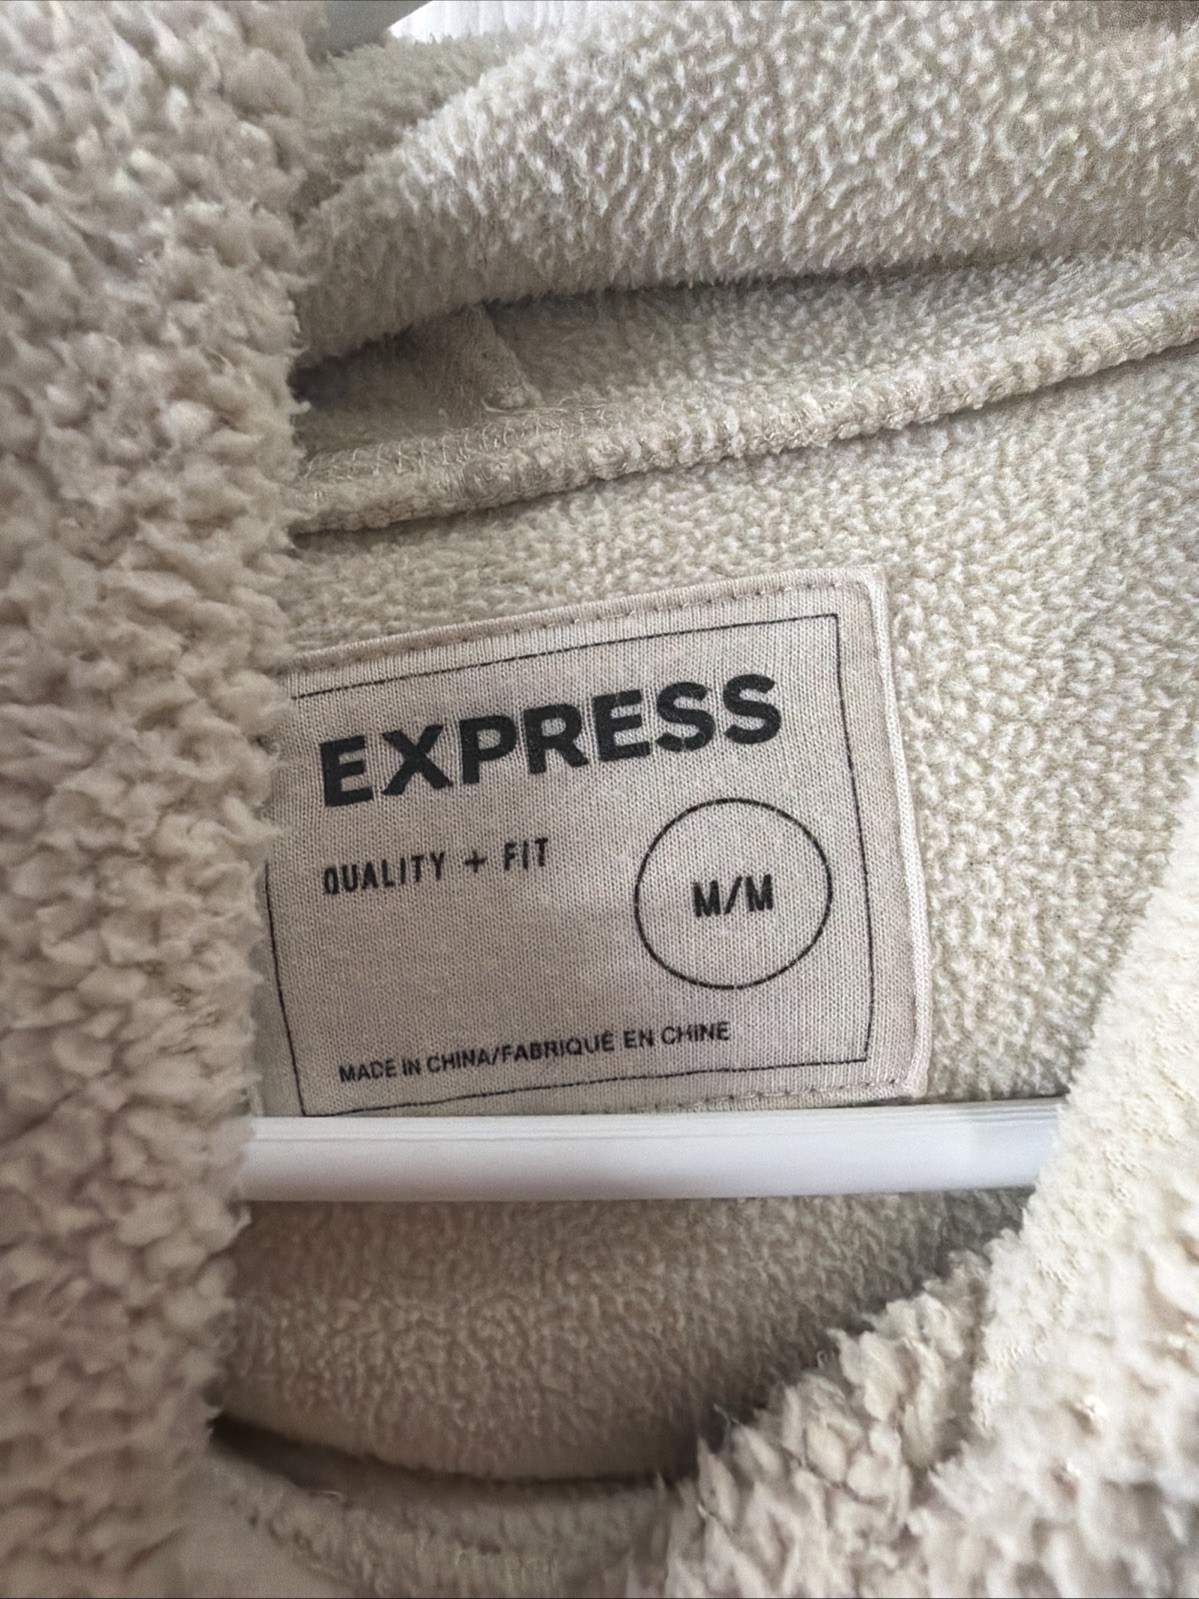 EXPRESS
QUALITY + FIT
M/M
MADE IN CHINA/FABRIQUÉ EN CHINE